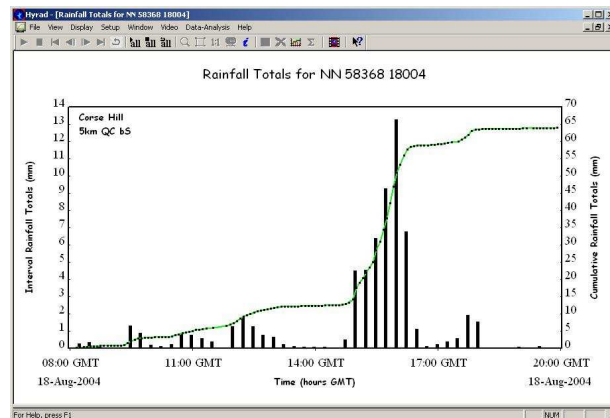 Hyrad - [Rainfall Totals for NN 58368 18004]
File View Display Setup Window Video Data-Analysis Help
1:1 i Σ
Rainfall Totals for NN 58368 18004
Corse Hill
5km QC bS
Interval Rainfall Totals (mm)
14
13
12
11
10
9
8
7
6
5
4
3
2
1
0
Cumulative Rainfall Totals (mm)
70
65
60
55
50
45
40
35
30
25
20
15
10
5
0
08:00 GMT 11:00 GMT 14:00 GMT 17:00 GMT 20:00 GMT
18-Aug-2004 Time (hours GMT) 18-Aug-2004
For Help, press F1 NUM